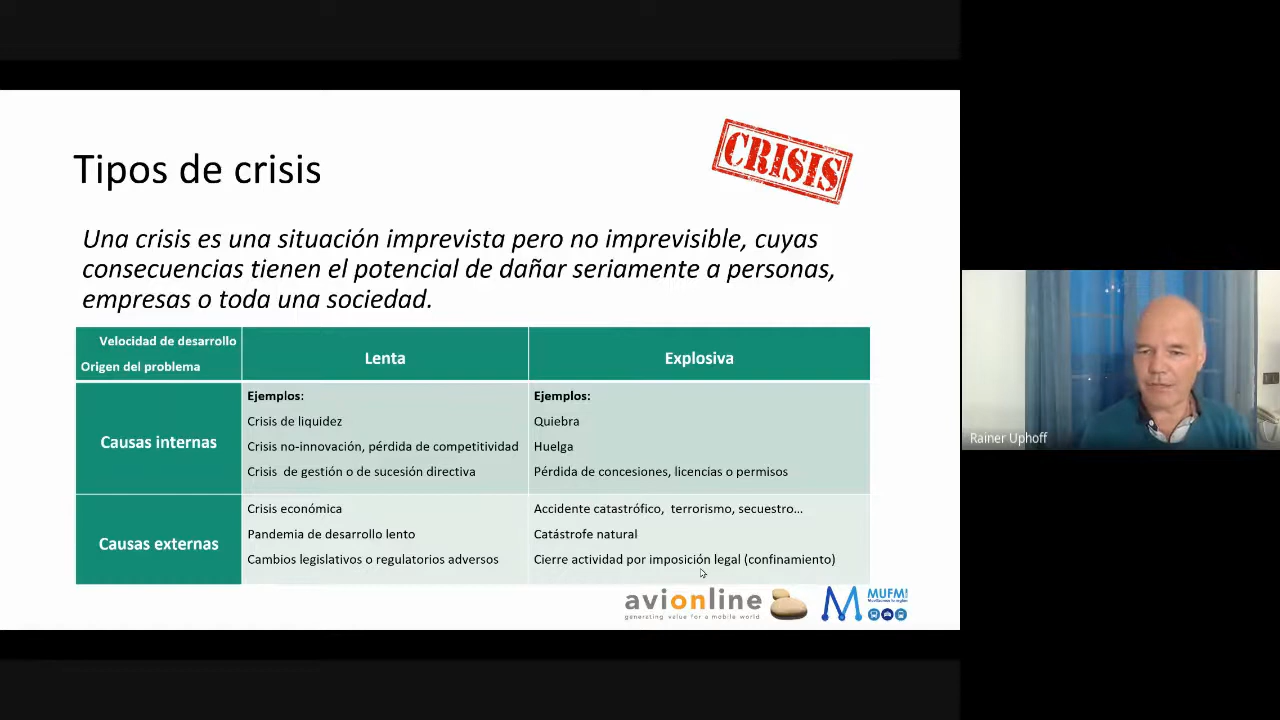 Tipos de crisis
CRISIS
Una crisis es una situación imprevista pero no imprevisible, cuyas
consecuencias tienen el potencial de dañar seriamente a personas,
empresas o toda una sociedad.
Velocidad de desarrollo
Origen del problema
Lenta
Explosiva
Causas internas
Ejemplos:
Crisis de liquidez
Crisis no-innovación, pérdida de competitividad
Crisis de gestión o de sucesión directiva
Ejemplos:
Quiebra
Huelga
Pérdida de concesiones, licencias o permisos
Causas externas
Crisis económica
Pandemia de desarrollo lento
Cambios legislativos o regulatorios adversos
Accidente catastrófico, terrorismo, secuestro...
Catástrofe natural
Cierre actividad por imposición legal (confinamiento)
avionline
generating value for a mobile world
MUFMI
Rainer Uphoff